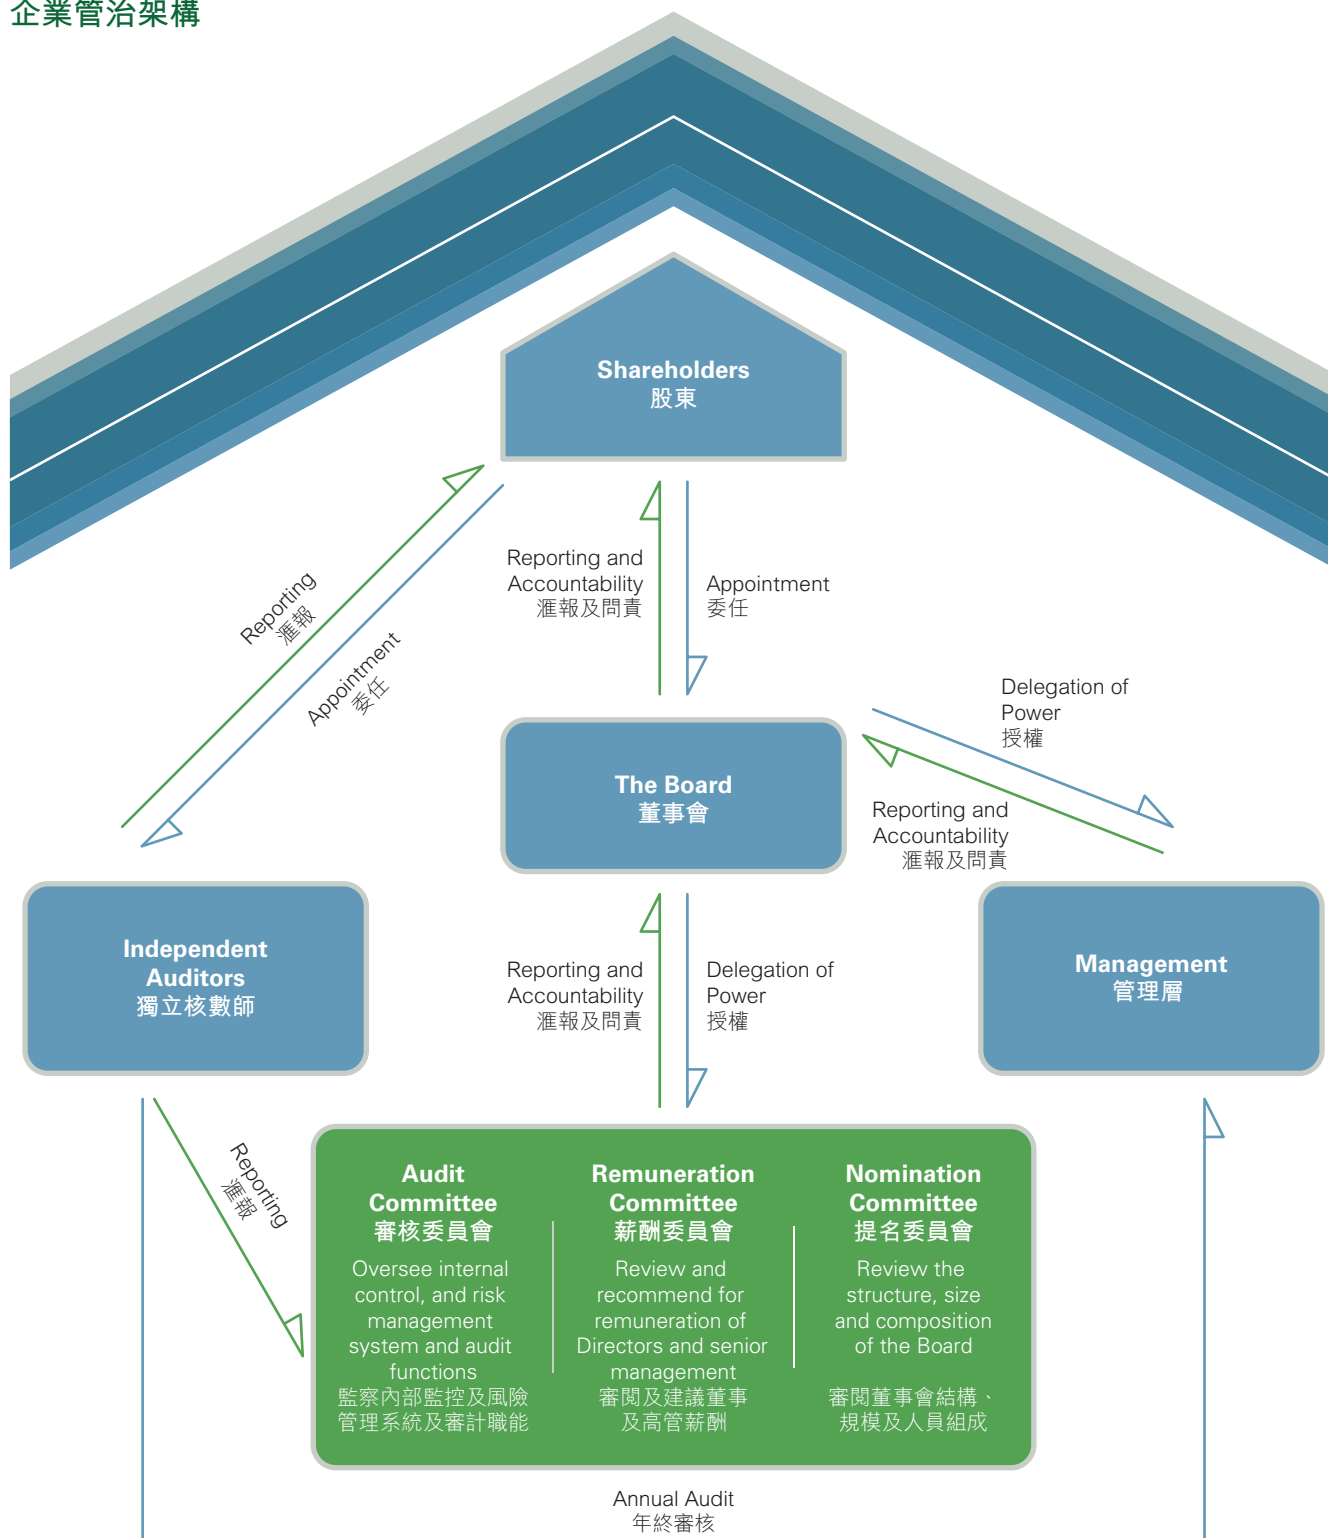 企業管治架構
Shareholders
股東
Reporting
滙報
Appointment
委任
Reporting and
Accountability
滙報及問責
Appointment
委任
Delegation of
Power
授權
The Board
董事會
Reporting and
Accountability
滙報及問責
Independent
Auditors
獨立核數師
Reporting and
Accountability
滙報及問責
Delegation of
Power
授權
Management
管理層
Reporting
滙報
Audit
Committee
審核委員會
Oversee internal
control, and risk
management
system and audit
functions
監察內部監控及風險
管理系統及審計職能
Remuneration
Committee
薪酬委員會
Review and
recommend for
remuneration of
Directors and senior
management
審閱及建議董事
及高管薪酬
Nomination
Committee
提名委員會
Review the
structure, size
and composition
of the Board
審閱董事會結構、
規模及人員組成
Annual Audit
年終審核